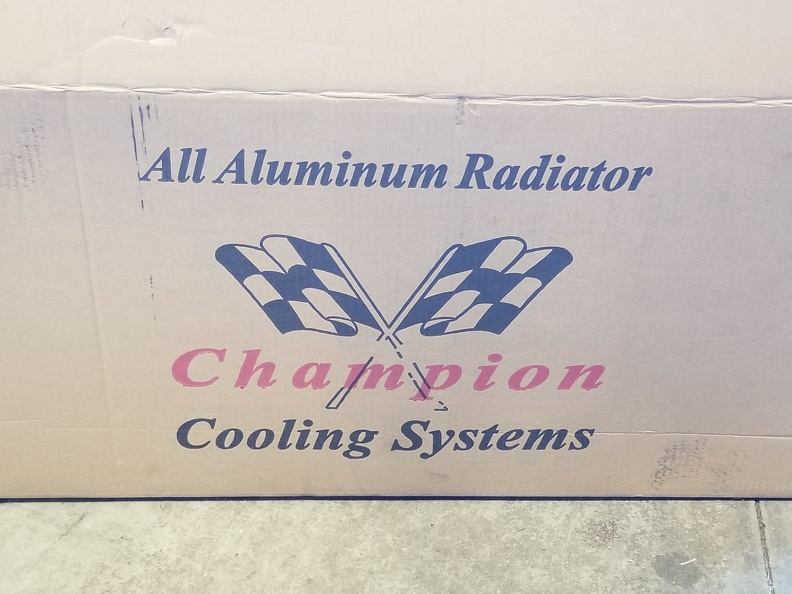 All Aluminum Radiator
Champion
Cooling Systems